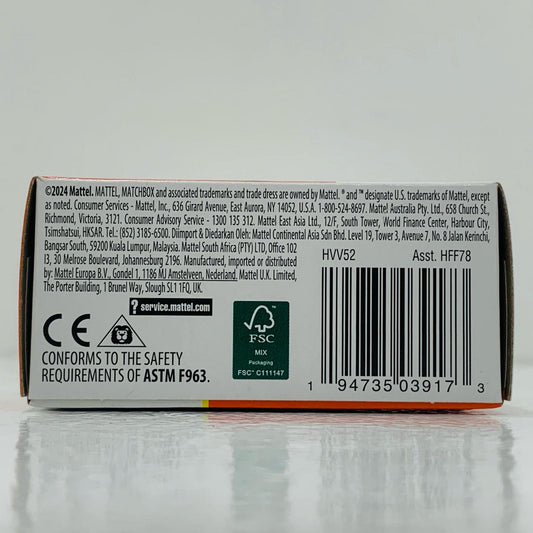 ©2024 Mattel. MATTEL, MATCHBOX and associated trademarks and trade dress are owned by Mattel. ® and ™ designate U.S. trademarks of Mattel, except
as noted. Consumer Services - Mattel, Inc., 636 Girard Avenue, East Aurora, NY 14052, U.S.A. 1-800-524-8697. Mattel Australia Pty. Ltd., 658 Church St.,
Richmond, Victoria, 3121. Consumer Advisory Service - 1300 135 312. Mattel East Asia Ltd., 12/F, South Tower, World Finance Center, Harbour City,
Tsimshatsui, HKSAR. Tel.: (852) 3185-6500. Diimport & Diedarkan Oleh: Mattel Continental Asia Sdn Bhd. Level 19, Tower 3, Avenue 7, No. 8 Jalan Kerinchi,
Bangsar South, 59200 Kuala Lumpur, Malaysia. Mattel South Africa (PTY) LTD, Office 102
I3, 30 Melrose Boulevard, Johannesburg 2196. Manufactured, imported or distributed
by: Mattel Europa B.V., Gondel 1, 1186 MJ Amstelveen, Nederland. Mattel U.K. Limited,
The Porter Building, 1 Brunel Way, Slough SL1 1FQ, UK.
? service.mattel.com
CE
CONFORMS TO THE SAFETY
REQUIREMENTS OF ASTM F963.
FSC
MIX
Packaging
FSC™ C111147
HVV52 Asst. HFF78
1 94735 03917 3